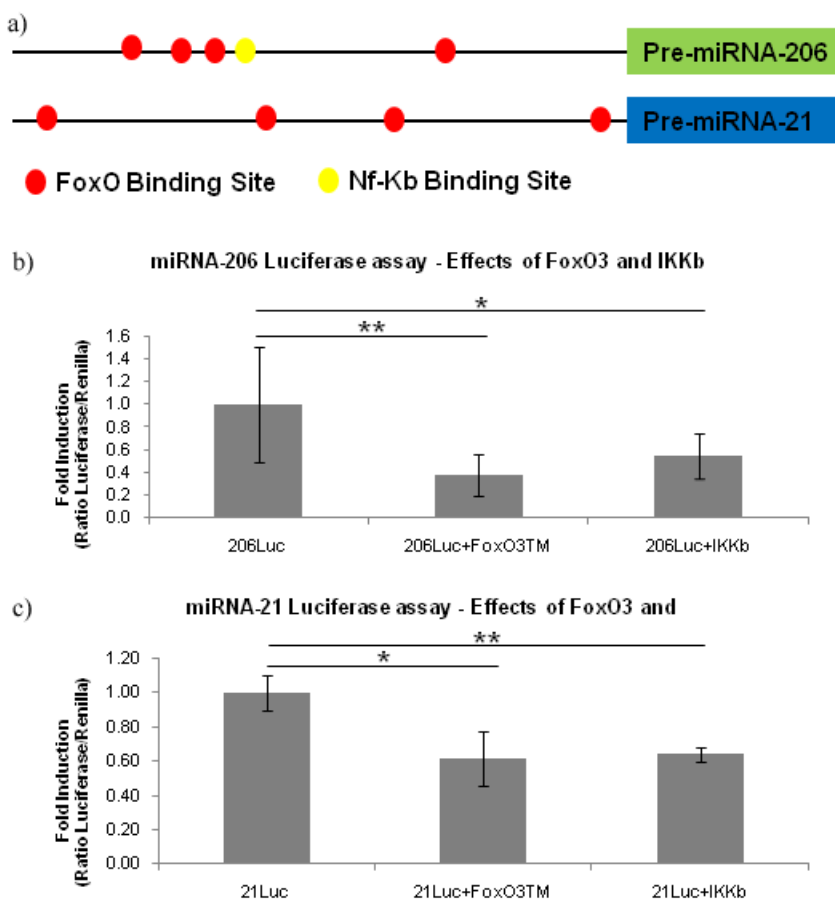 a)
Pre-miRNA-206
Pre-miRNA-21
FoxO Binding Site
Nf-Kb Binding Site
b)
miRNA-206 Luciferase assay - Effects of FoxO3 and IKKb
*
**
Fold Induction
(Ratio Luciferase/Renilla)
1.6
1.4
1.2
1.0
0.8
0.6
0.4
0.2
0.0
206Luc
206Luc+FoxO3TM
206Luc+IKKb
c)
miRNA-21 Luciferase assay - Effects of FoxO3 and
**
*
Fold Induction
(Ratio Luciferase/Renilla)
1.20
1.00
0.80
0.60
0.40
0.20
0.00
21Luc
21Luc+FoxO3TM
21Luc+IKKb